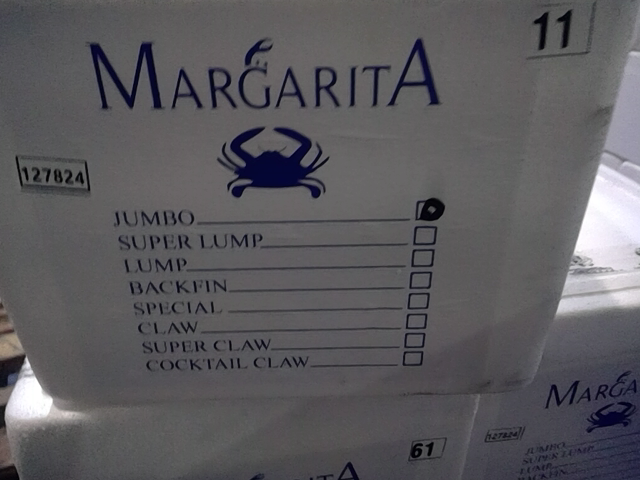 11
MARGARITA
127824
JUMBO
SUPER LUMP
LUMP
BACKFIN
SPECIAL
CLAW
SUPER CLAW
COCKTAIL CLAW
61
MARGA
127824
JUMBO
SUPER LUMP
LUMP